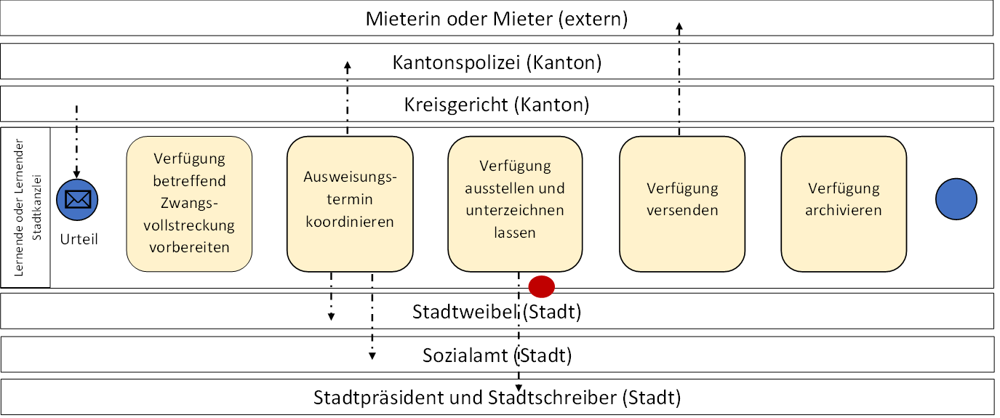 Mieterin oder Mieter (extern)
Kantonspolizei (Kanton)
Kreisgericht (Kanton)
Lernende oder Lernender
Stadtkanzlei
Urteil
Verfügung
betreffend
Zwangs-
vollstreckung
vorbereiten
Ausweisungs-
termin
koordinieren
Verfügung
ausstellen und
unterzeichnen
lassen
Verfügung
versenden
Verfügung
archivieren
Stadtweibel (Stadt)
Sozialamt (Stadt)
Stadtpräsident und Stadtschreiber (Stadt)